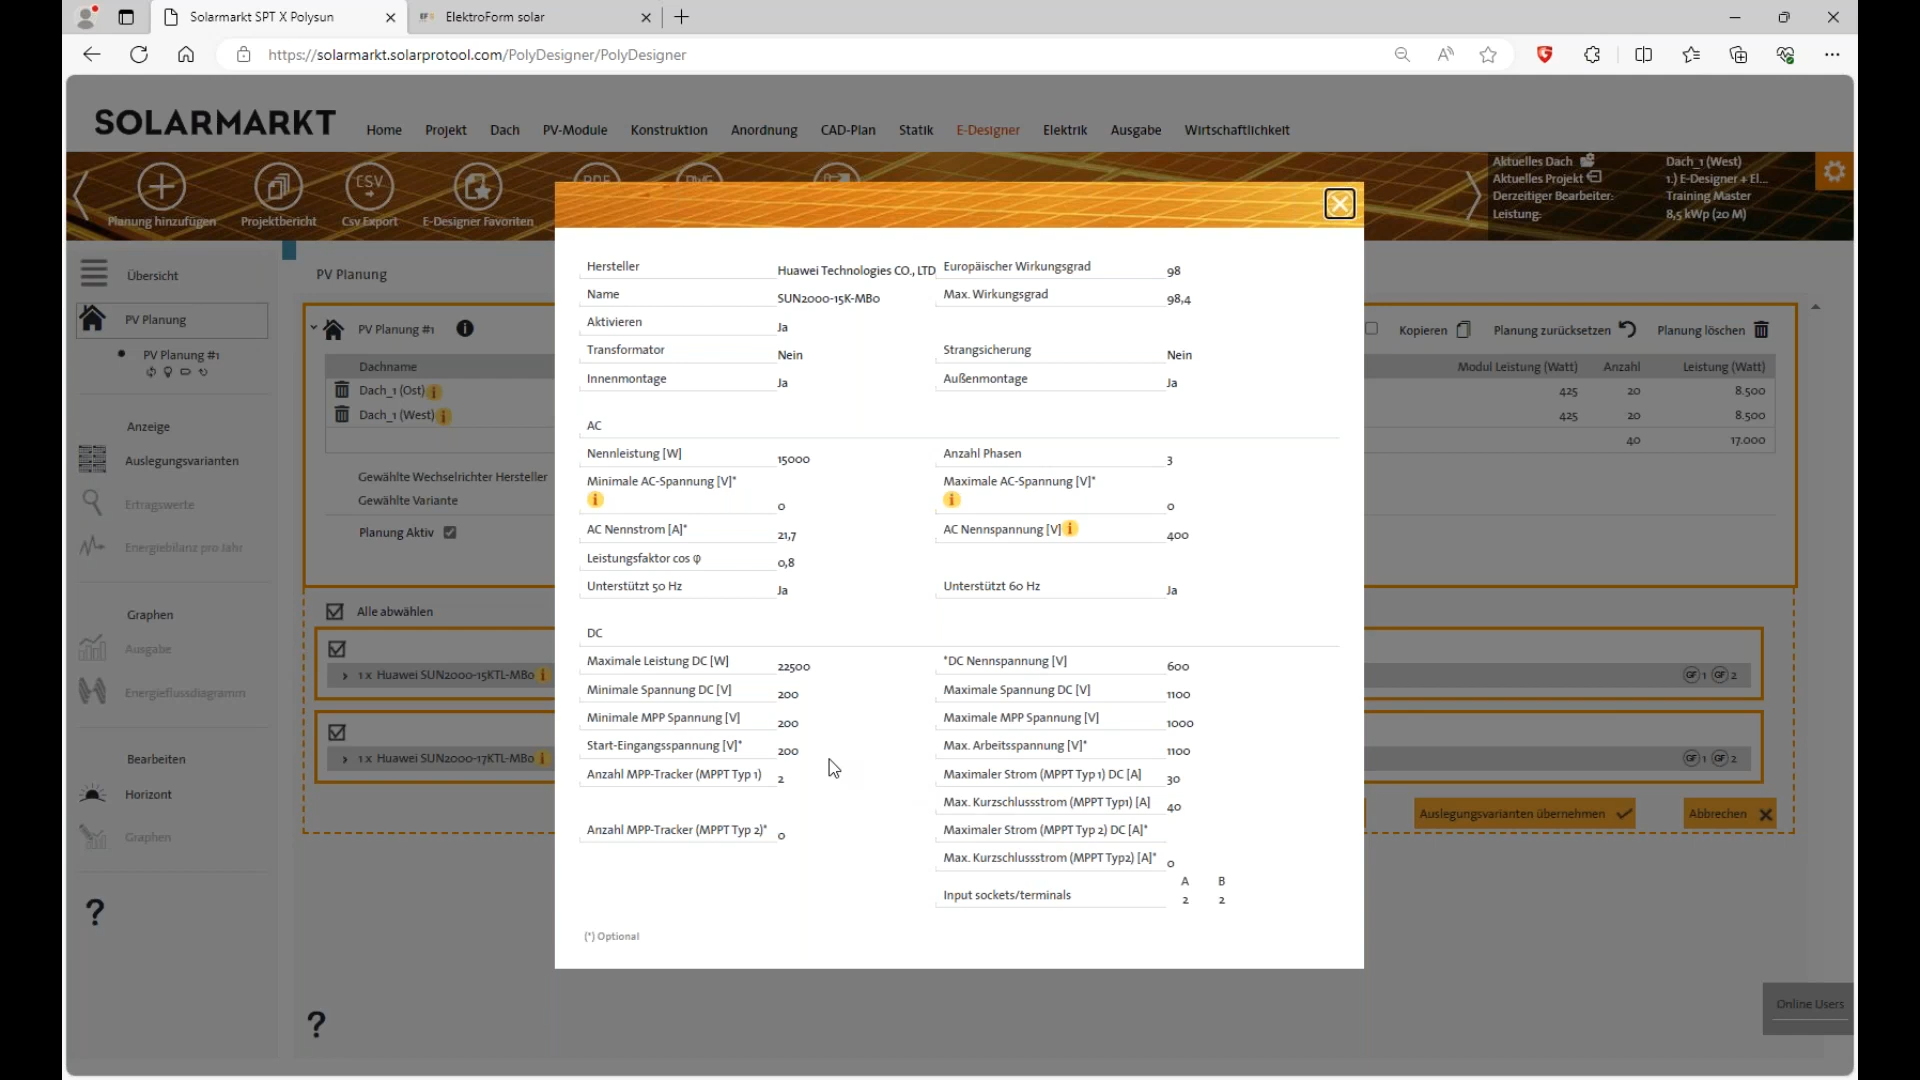 Solarmarkt SPT X Polysun
ElektroForm solar
https://solarmarkt.solarprotool.com/PolyDesigner/PolyDesigner
SOLARMARKT
Home Projekt Dach PV-Module Konstruktion Anordnung CAD-Plan Statik E-Designer Elektrik Ausgabe Wirtschaftlichkeit
CSV
Planung hinzufügen Projektbericht Csv Export E-Designer Favoriten
Aktuelles Dach Dach_1 (West)
Aktuelles Projekt 1.) E-Designer + El...
Derzeitiger Bearbeiter: Training Master
Leistung: 8,5 kWp (20 M)
Übersicht
PV Planung
PV Planung #1
Anzeige
Auslegungsvarianten
Ertragswerte
Energiebilanz pro Jahr
Graphen
Ausgabe
Energieflussdiagramm
Bearbeiten
Horizont
Graphen
?
PV Planung
PV Planung #1
Kopieren Planung zurücksetzen Planung löschen
Dachname Modul Leistung (Watt) Anzahl Leistung (Watt)
Dach_1 (Ost) 425 20 8.500
Dach_1 (West) 425 20 8.500
40 17.000
Gewählte Wechselrichter Hersteller
Gewählte Variante
Planung Aktiv
Alle abwählen
1 x Huawei SUN2000-15KTL-MB0 GF 1 GF 2
1 x Huawei SUN2000-17KTL-MB0 GF 1 GF 2
Auslegungsvarianten übernehmen Abbrechen
?
Online Users
Hersteller Huawei Technologies CO., LTD Europäischer Wirkungsgrad 98
Name SUN2000-15K-MB0 Max. Wirkungsgrad 98,4
Aktivieren Ja
Transformator Nein Strangsicherung Nein
Innenmontage Ja Außenmontage Ja
AC
Nennleistung [W] 15000 Anzahl Phasen 3
Minimale AC-Spannung [V]* 0 Maximale AC-Spannung [V]* 0
AC Nennstrom [A]* 21,7 AC Nennspannung [V] 400
Leistungsfaktor cos φ 0,8
Unterstützt 50 Hz Ja Unterstützt 60 Hz Ja
DC
Maximale Leistung DC [W] 22500 *DC Nennspannung [V] 600
Minimale Spannung DC [V] 200 Maximale Spannung DC [V] 1100
Minimale MPP Spannung [V] 200 Maximale MPP Spannung [V] 1000
Start-Eingangsspannung [V]* 200 Max. Arbeitsspannung [V]* 1100
Anzahl MPP-Tracker (MPPT Typ 1) 2 Maximaler Strom (MPPT Typ 1) DC [A] 30
Max. Kurzschlussstrom (MPPT Typ1) [A] 40
Anzahl MPP-Tracker (MPPT Typ 2)* 0 Maximaler Strom (MPPT Typ 2) DC [A]*
Max. Kurzschlussstrom (MPPT Typ2) [A]* 0
A B
Input sockets/terminals 2 2
(*) Optional